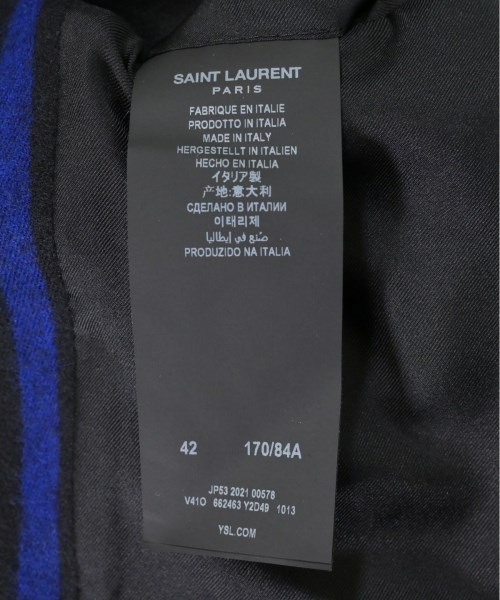 SAINT LAURENT
PARIS
FABRIQUE EN ITALIE
PRODOTTO IN ITALIA
MADE IN ITALY
HERGESTELLT IN ITALIEN
HECHO EN ITALIA
イタリア製
产地:意大利
СДЕЛАНО В ИТАЛИИ
이태리제
صنع في إيطاليا
PRODUZIDO NA ITALIA
42 170/84A
JP53 2021 00578
V41O 662463 Y2D49 1013
YSL.COM